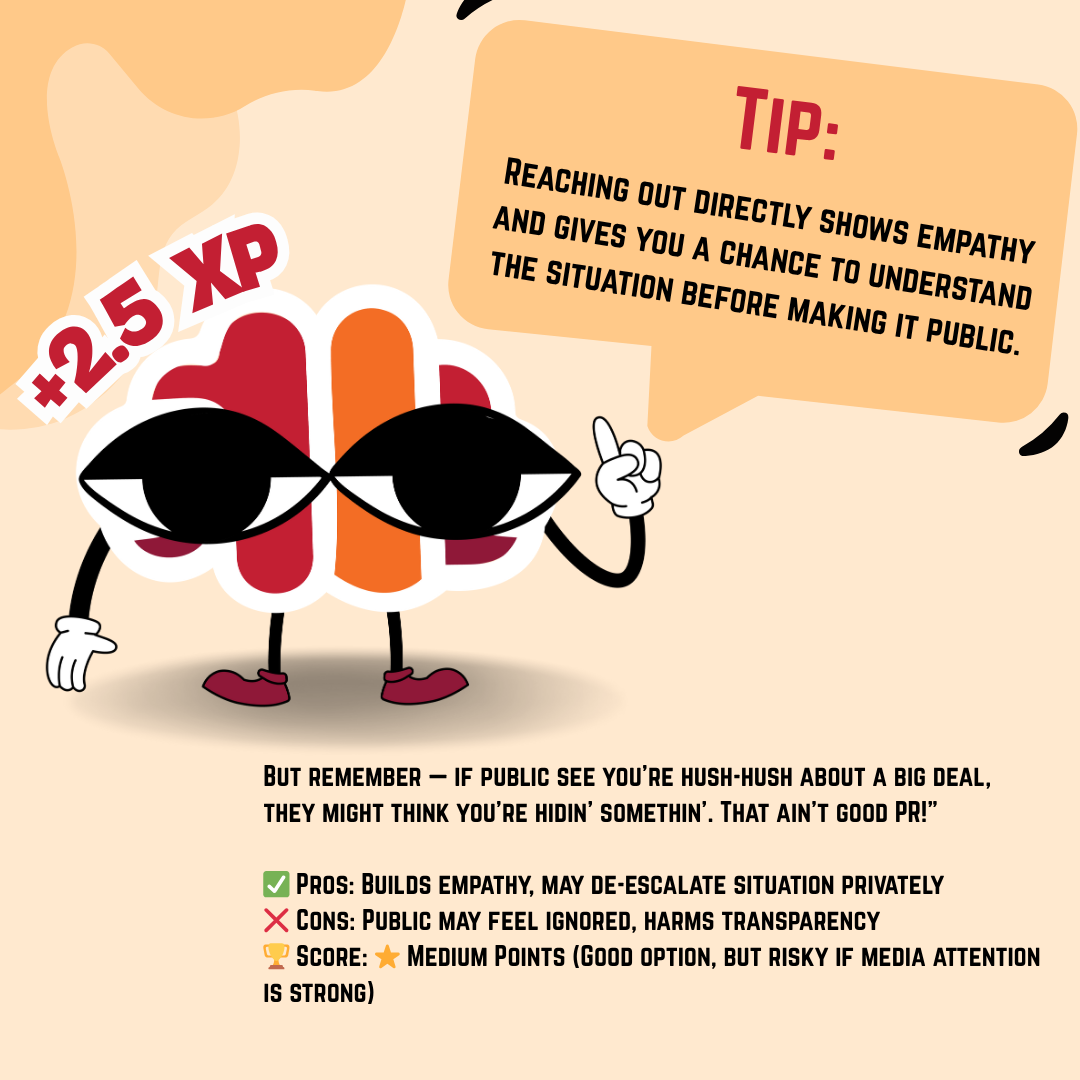 Tip:
Reaching out directly shows empathy
and gives you a chance to understand
the situation before making it public.
+2.5 XP
But remember — if public see you're hush-hush about a big deal,
they might think you're hidin' somethin'. That ain't good PR!”
✅ Pros: Builds empathy, may de-escalate situation privately
❌ Cons: Public may feel ignored, harms transparency
🏆 Score: ⭐ Medium Points (Good option, but risky if media attention
is strong)